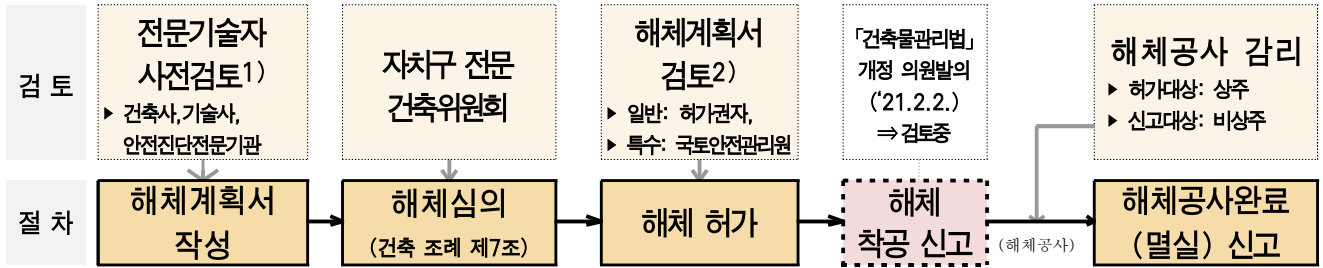 검 토
전문기술자
사전검토1)
▶ 건축사, 기술사,
안전진단전문기관
자치구 전문
건축위원회
해체계획서
검토2)
▶ 일반: 허가권자,
▶ 특수: 국토안전관리원
「건축물관리법」
개정 의원발의
(‘21.2.2.)
⇒검토중
해체공사 감리
▶ 허가대상: 상주
▶ 신고대상: 비상주
절 차
해체계획서
작성
해체심의
(건축 조례 제7조)
해체 허가
해체
착공 신고
(해체공사)
해체공사완료
(멸실) 신고